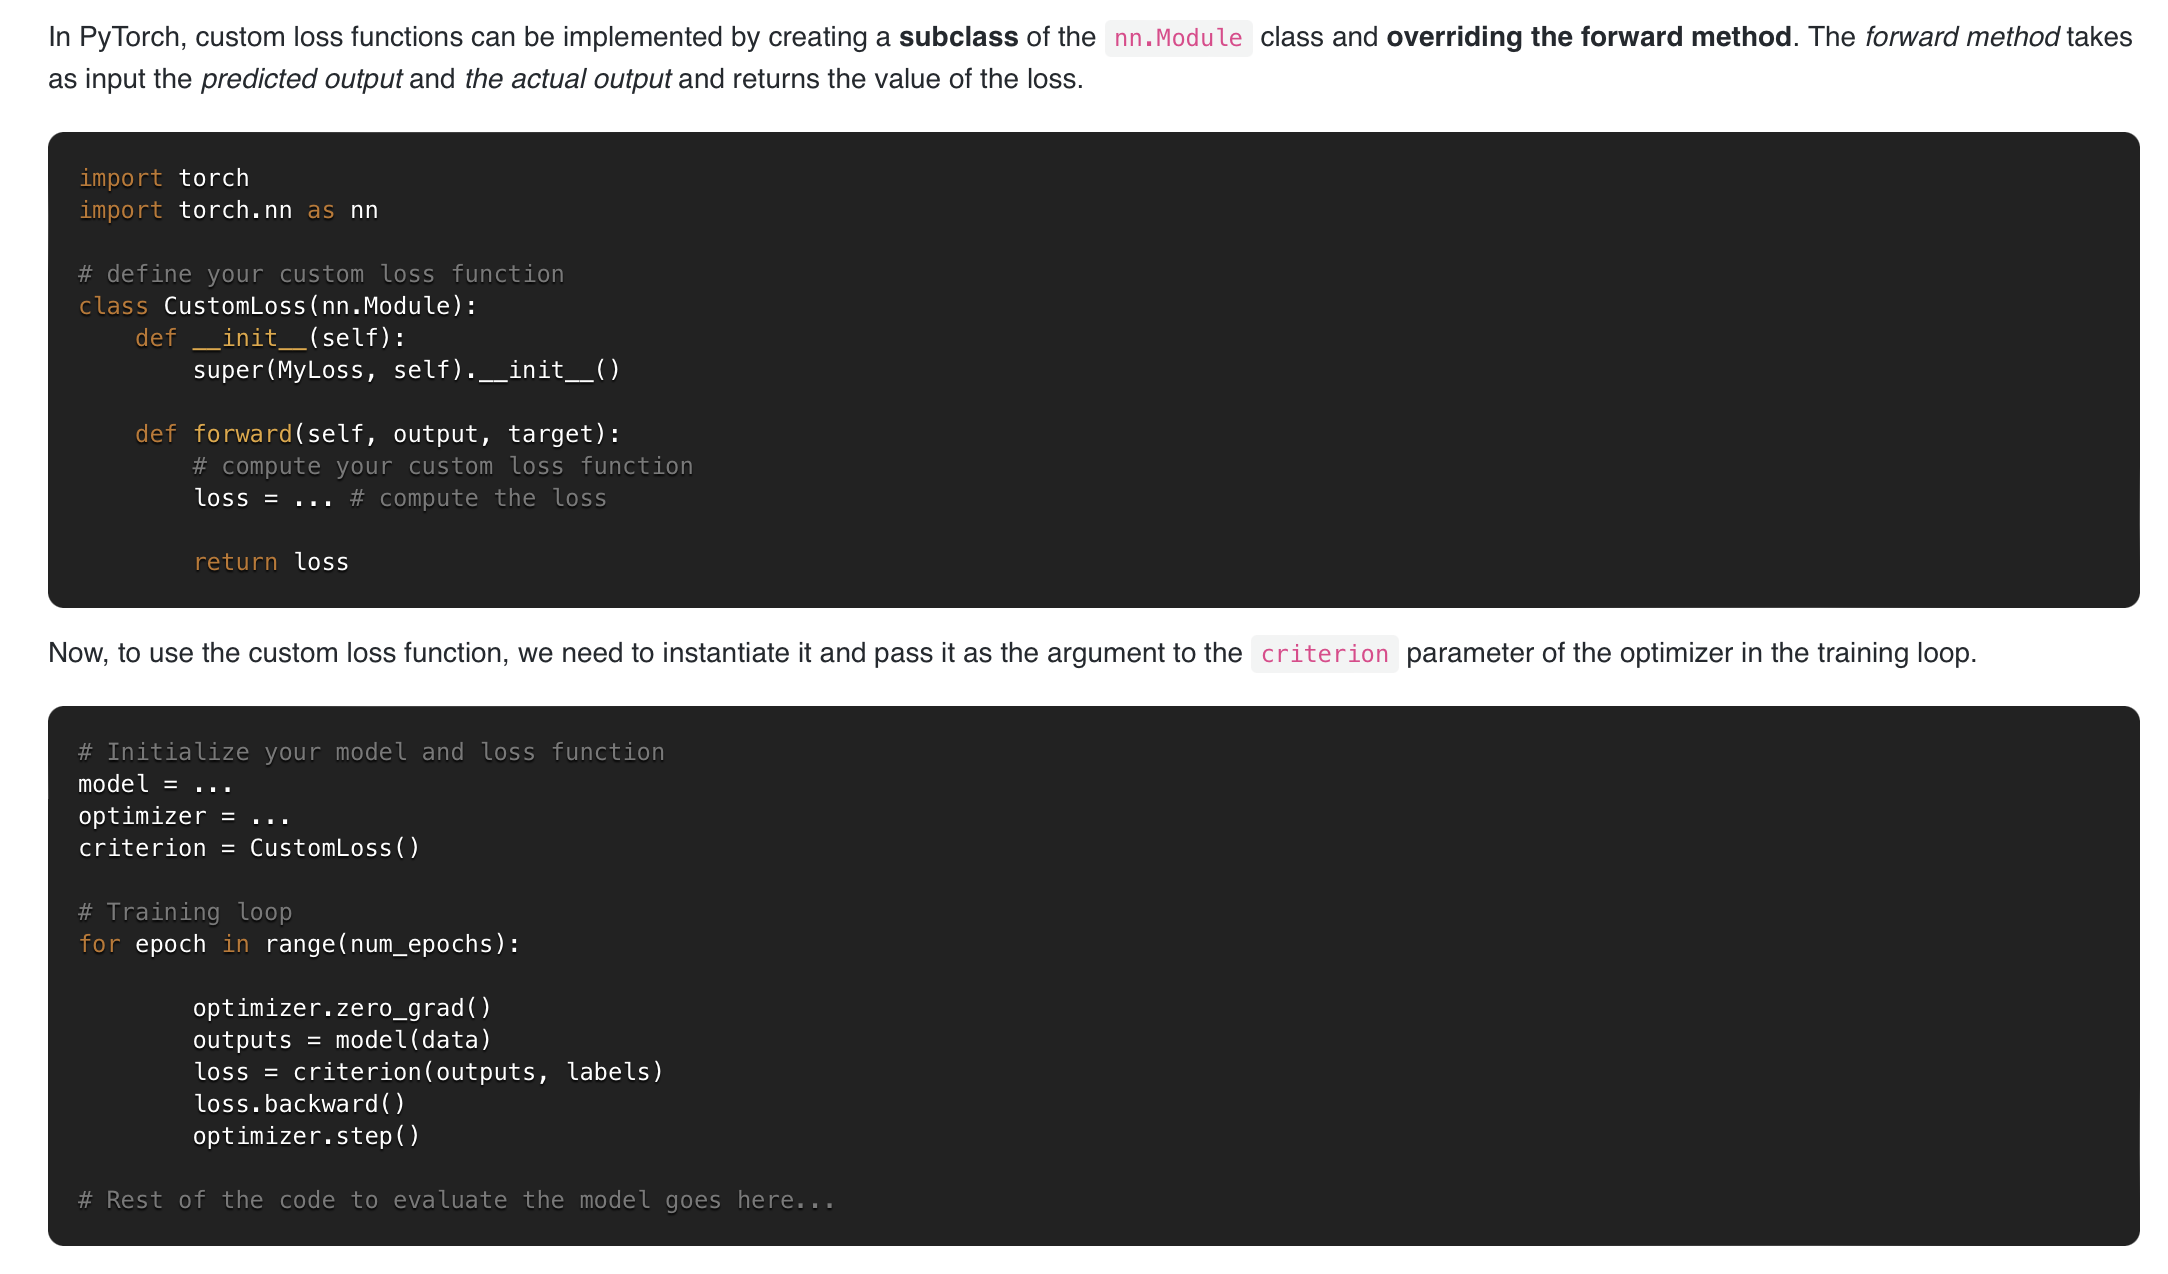 In PyTorch, custom loss functions can be implemented by creating a subclass of the nn.Module class and overriding the forward method. The forward method takes
as input the predicted output and the actual output and returns the value of the loss.
import torch
import torch.nn as nn
# define your custom loss function
class CustomLoss(nn.Module):
    def __init__(self):
        super(MyLoss, self).__init__()
    def forward(self, output, target):
        # compute your custom loss function
        loss = ... # compute the loss
        return loss
Now, to use the custom loss function, we need to instantiate it and pass it as the argument to the criterion parameter of the optimizer in the training loop.
# Initialize your model and loss function
model = ...
optimizer = ...
criterion = CustomLoss()
# Training loop
for epoch in range(num_epochs):
        optimizer.zero_grad()
        outputs = model(data)
        loss = criterion(outputs, labels)
        loss.backward()
        optimizer.step()
# Rest of the code to evaluate the model goes here...